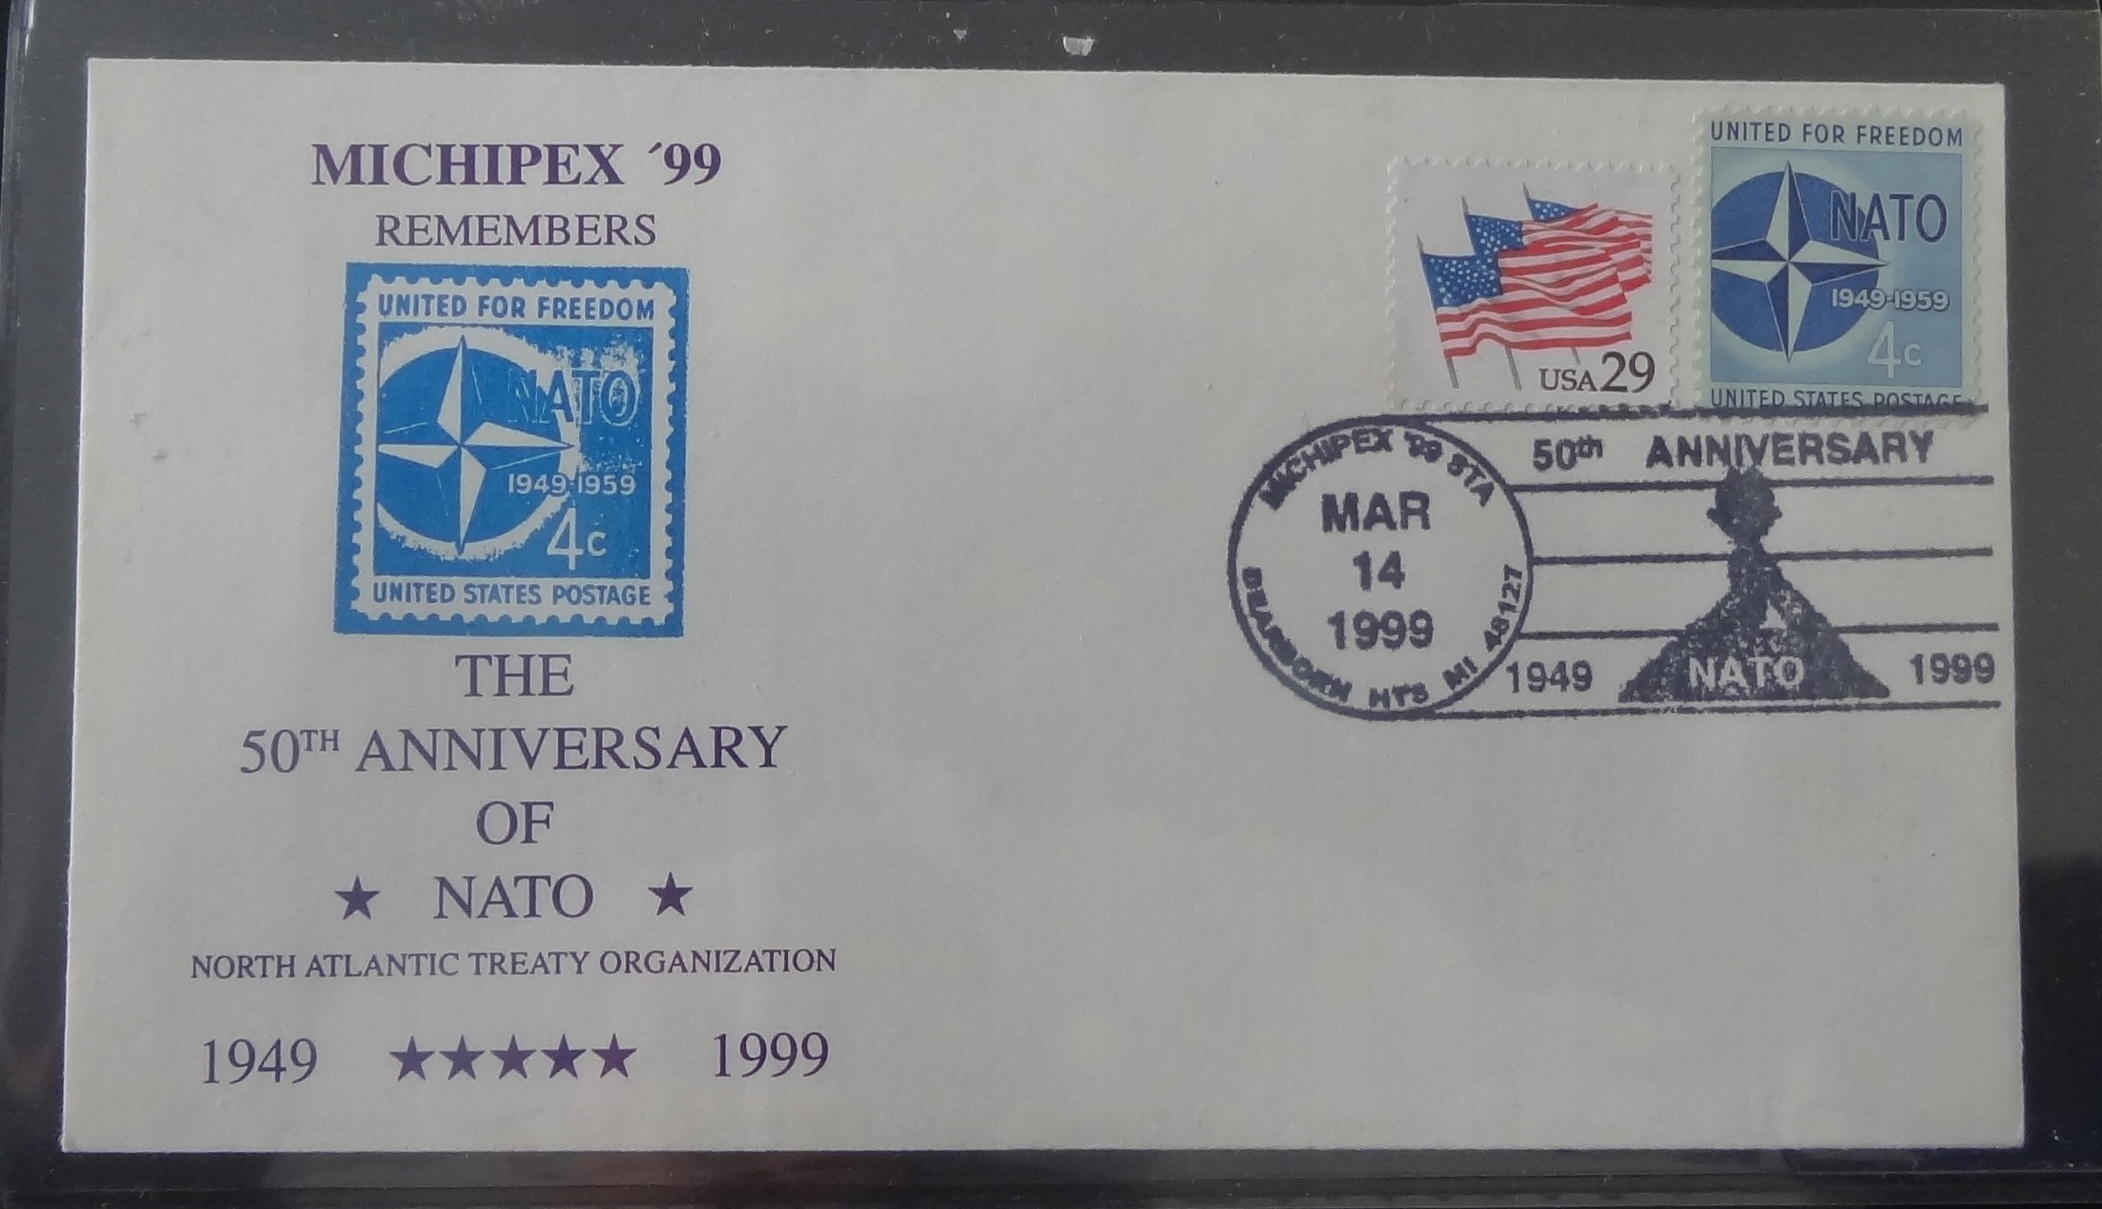 MICHIPEX ´99
REMEMBERS
UNITED FOR FREEDOM
NATO
1949-1959
4c
UNITED STATES POSTAGE
THE
50TH ANNIVERSARY
OF
★ NATO ★
NORTH ATLANTIC TREATY ORGANIZATION
1949 ★★★★★ 1999
USA 29
UNITED FOR FREEDOM
NATO
1949-1959
4c
UNITED STATES POSTAGE
MICHIPEX '99 STA
MAR
14
1999
DEARBORN HTS MI 48127
50th ANNIVERSARY
1949 NATO 1999